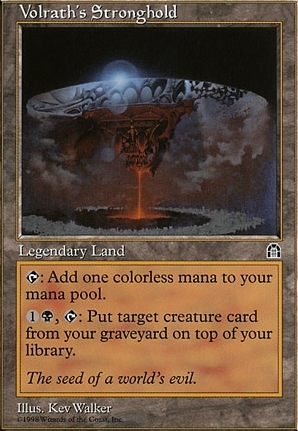 Volrath's Stronghold
Legendary Land
: Add one colorless mana to your
mana pool.
1 , : Put target creature card
from your graveyard on top of your
library.
The seed of a world's evil.
Illus. Kev Walker
©1998 Wizards of the Coast, Inc.